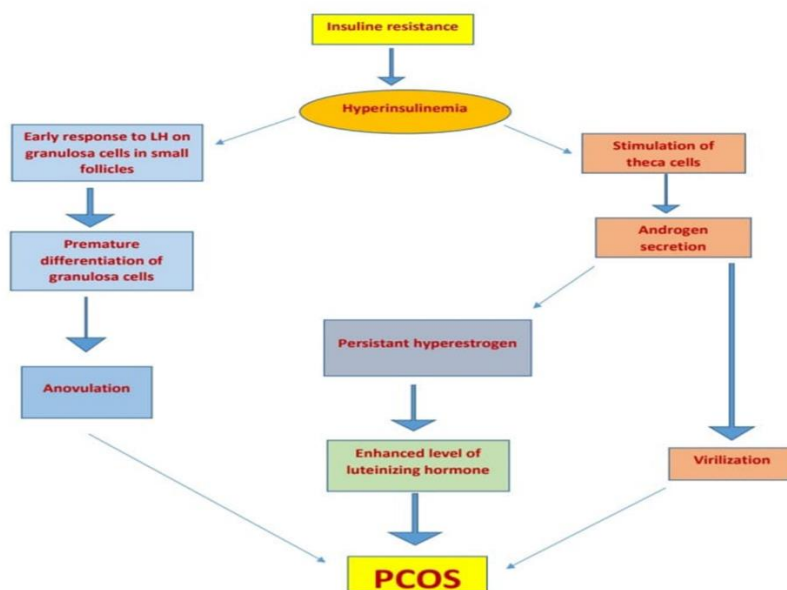 Insuline resistance
Hyperinsulinemia
Early response to LH on
granulosa cells in small
follicles
Stimulation of
theca cells
Premature
differentiation of
granulosa cells
Androgen
secretion
Persistant hyperestrogen
Anovulation
Enhanced level of
luteinizing hormone
Virilization
PCOS